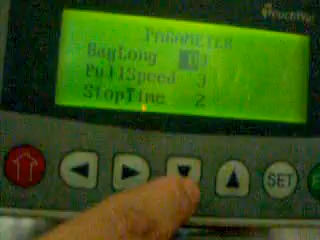 PARAMETER
BagLong
PullSpeed 3
StopTime 2
SET